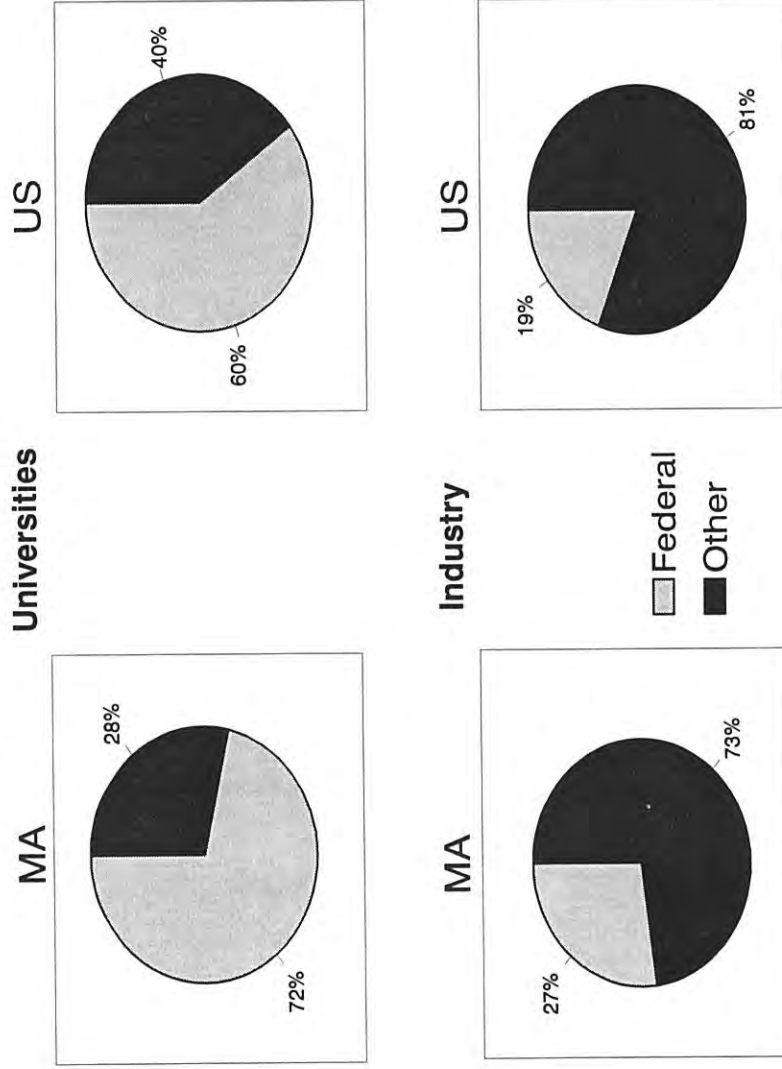 Universities
MA
US
28%
72%
40%
60%
Industry
MA
US
27%
73%
19%
81%
Federal
Other